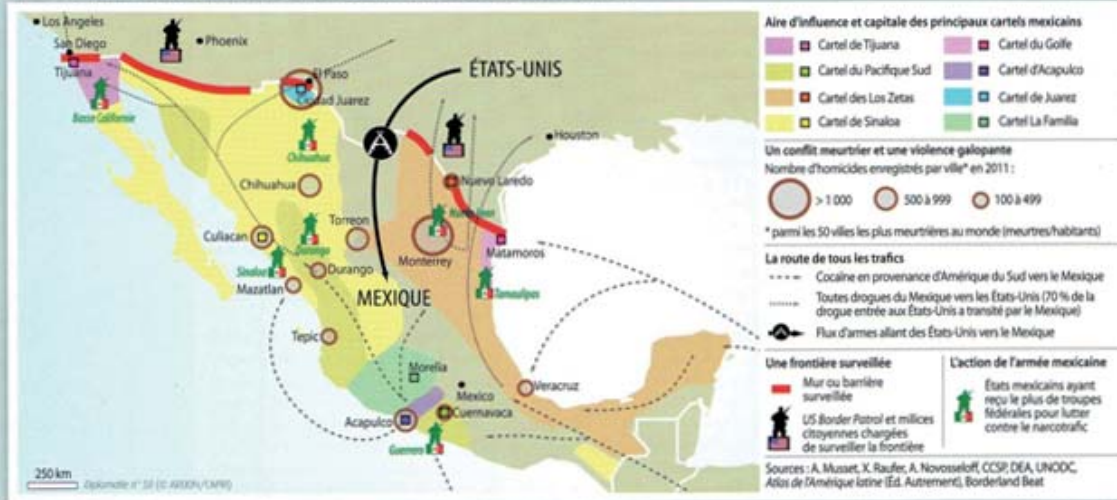 Los Angeles
San Diego
Tijuana
Phoenix
Basse Californie
El Paso
Ciudad Juarez
ÉTATS-UNIS
Houston
Chihuahua
Chihuahua
Nuevo Laredo
Culiacan
Torreon
Durango
Monterrey
Matamoros
Sinaloa
Durango
Mazatlan
MEXIQUE
Tamaulipas
Tepic
Morelia
Mexico
Veracruz
Acapulco
Cuernavaca
Guerrero
250 km
Diplomatie n° 50 (© AREION/CAPRI)
Aire d'influence et capitale des principaux cartels mexicains
Cartel de Tijuana
Cartel du Pacifique Sud
Cartel des Los Zetas
Cartel de Sinaloa
Cartel du Golfe
Cartel d'Acapulco
Cartel de Juarez
Cartel La Familia
Un conflit meurtrier et une violence galopante
Nombre d'homicides enregistrés par ville* en 2011 :
> 1 000
500 à 999
100 à 499
* parmi les 50 villes les plus meurtrières au monde (meurtres/habitants)
La route de tous les trafics
Cocaïne en provenance d'Amérique du Sud vers le Mexique
Toutes drogues du Mexique vers les États-Unis (70 % de la
drogue entrée aux États-Unis a transité par le Mexique)
Flux d'armes allant des États-Unis vers le Mexique
Une frontière surveillée
Mur ou barrière
surveillée
US Border Patrol et milices
citoyennes chargées
de surveiller la frontière
L'action de l'armée mexicaine
États mexicains ayant
reçu le plus de troupes
fédérales pour lutter
contre le narcotrafic
Sources : A. Musset, X. Raufer, A. Novosseloff, CCSP, DEA, UNODC,
Atlas de l'Amérique latine (Éd. Autrement), Borderland Beat